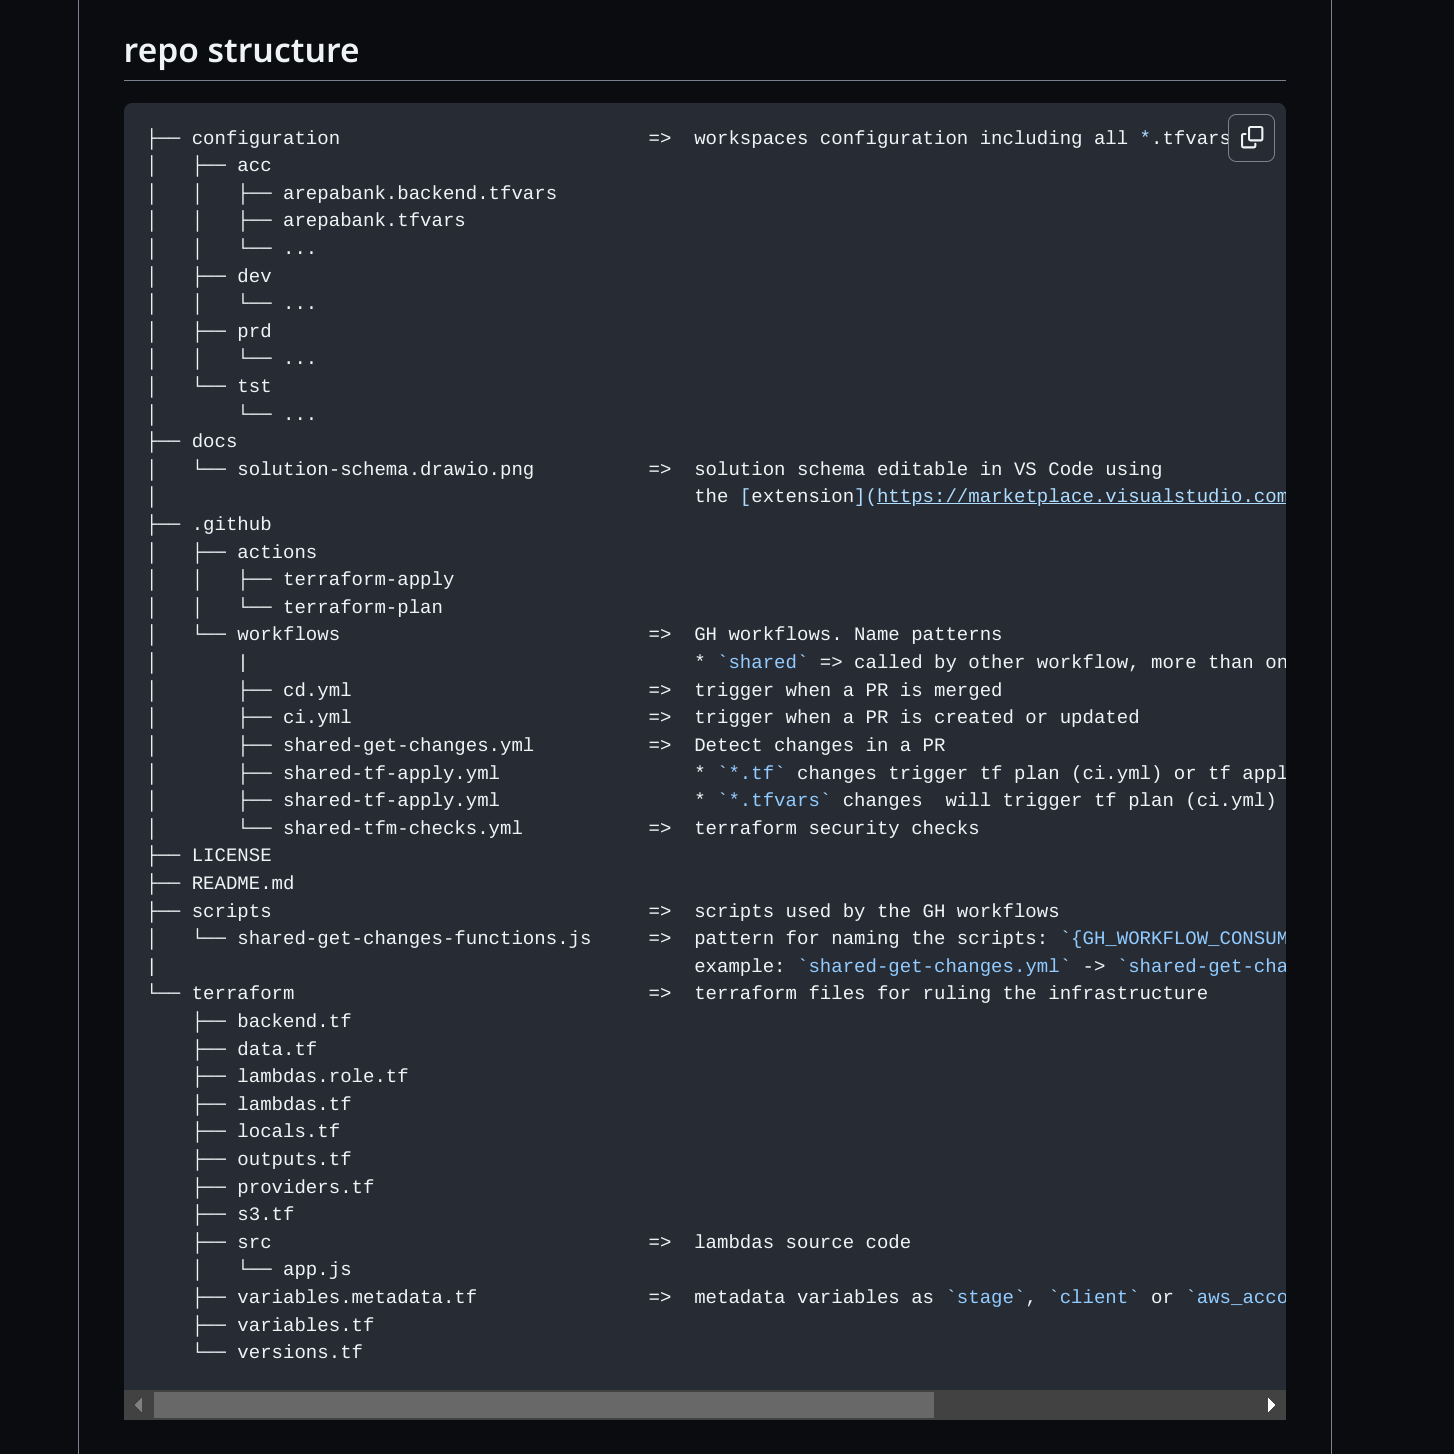 repo structure
├── configuration                           =>  workspaces configuration including all *.tfvars
│   ├── acc
│   │   ├── arepabank.backend.tfvars
│   │   ├── arepabank.tfvars
│   │   └── ...
│   ├── dev
│   │   └── ...
│   ├── prd
│   │   └── ...
│   └── tst
│       └── ...
├── docs
│   └── solution-schema.drawio.png          =>  solution schema editable in VS Code using
│                                               the [extension](https://marketplace.visualstudio.com
├── .github
│   ├── actions
│   │   ├── terraform-apply
│   │   └── terraform-plan
│   └── workflows                           =>  GH workflows. Name patterns
│       |                                       * `shared` => called by other workflow, more than on
│       ├── cd.yml                          =>  trigger when a PR is merged
│       ├── ci.yml                          =>  trigger when a PR is created or updated
│       ├── shared-get-changes.yml          =>  Detect changes in a PR
│       ├── shared-tf-apply.yml                 * `*.tf` changes trigger tf plan (ci.yml) or tf appl
│       ├── shared-tf-apply.yml                 * `*.tfvars` changes  will trigger tf plan (ci.yml)
│       └── shared-tfm-checks.yml           =>  terraform security checks
├── LICENSE
├── README.md
├── scripts                                 =>  scripts used by the GH workflows
│   └── shared-get-changes-functions.js     =>  pattern for naming the scripts: `{GH_WORKFLOW_CONSUM
|                                               example: `shared-get-changes.yml` -> `shared-get-cha
└── terraform                               =>  terraform files for ruling the infrastructure
    ├── backend.tf
    ├── data.tf
    ├── lambdas.role.tf
    ├── lambdas.tf
    ├── locals.tf
    ├── outputs.tf
    ├── providers.tf
    ├── s3.tf
    ├── src                                 =>  lambdas source code
    │   └── app.js
    ├── variables.metadata.tf               =>  metadata variables as `stage`, `client` or `aws_acco
    ├── variables.tf
    └── versions.tf